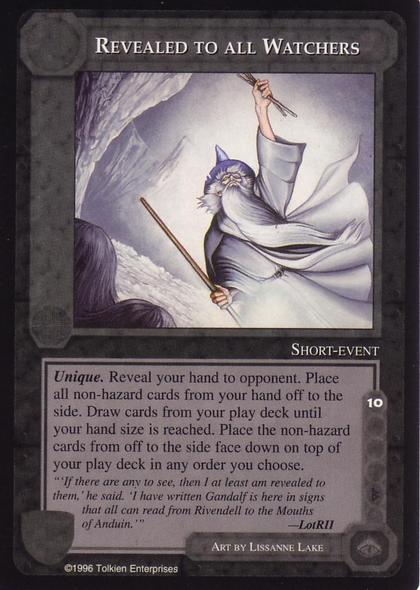 REVEALED TO ALL WATCHERS
SHORT-EVENT
Unique. Reveal your hand to opponent. Place
all non-hazard cards from your hand off to the
side. Draw cards from your play deck until
your hand size is reached. Place the non-hazard
cards from off to the side face down on top of
your play deck in any order you choose.
10
“‘If there are any to see, then I at least am revealed to
them,’ he said. ‘I have written Gandalf is here in signs
that all can read from Rivendell to the Mouths
of Anduin.’” —LotRII
ART BY LISSANNE LAKE
©1996 Tolkien Enterprises